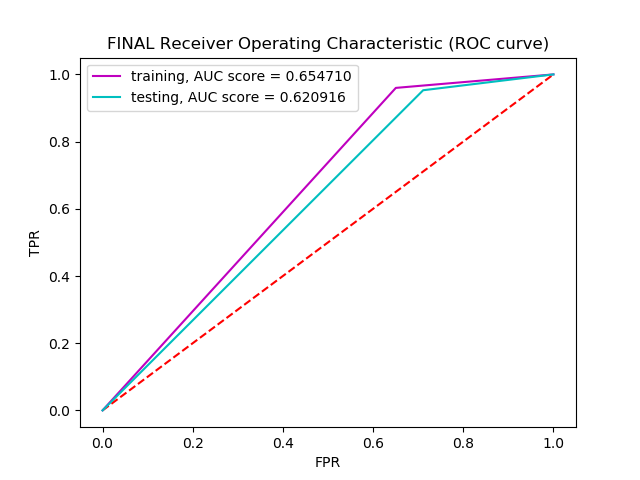 FINAL Receiver Operating Characteristic (ROC curve)
training, AUC score = 0.654710
testing, AUC score = 0.620916
1.0
0.8
0.6
0.4
0.2
0.0
TPR
0.0 0.2 0.4 0.6 0.8 1.0
FPR